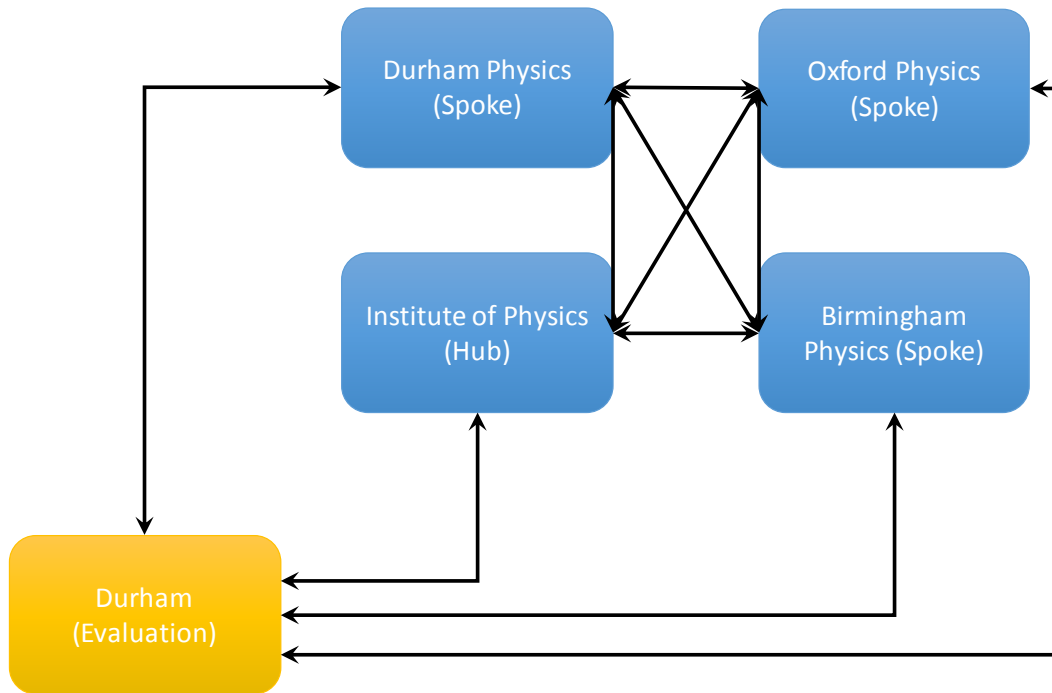 Durham Physics
(Spoke)
Oxford Physics
(Spoke)
Institute of Physics
(Hub)
Birmingham
Physics (Spoke)
Durham
(Evaluation)